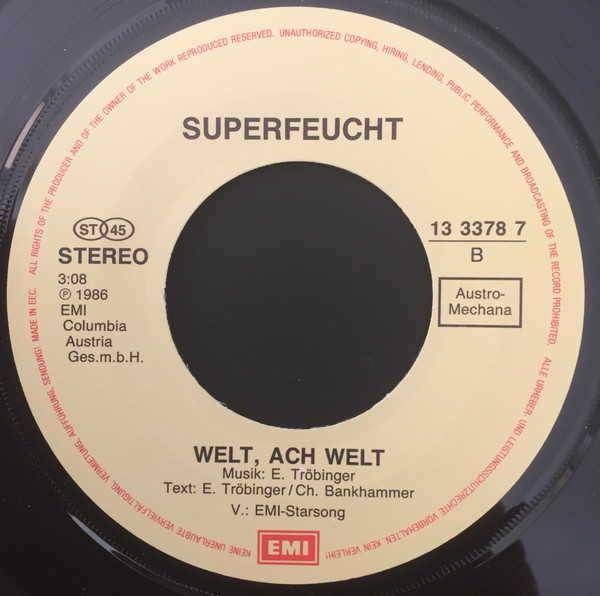 SUPERFEUCHT
ST 45
STEREO
3:08
Ⓟ 1986
EMI
Columbia
Austria
Ges.m.b.H.
13 3378 7
B
Austro-
Mechana
WELT, ACH WELT
Musik: E. Tröbinger
Text: E. Tröbinger/Ch. Bankhammer
V.: EMI-Starsong
EMI
MADE IN EEC. ALL RIGHTS OF THE PRODUCER AND OF THE OWNER OF THE WORK REPRODUCED RESERVED. UNAUTHORIZED COPYING, HIRING, LENDING, PUBLIC PERFORMANCE AND BROADCASTING OF THE RECORD PROHIBITED. ALLE URHEBER- UND LEISTUNGSSCHUTZRECHTE VORBEHALTEN. KEIN VERLEIH! KEINE UNERLAUBTE VERVIELFÄLTIGUNG, VERMIETUNG, AUFFÜHRUNG, SENDUNG!